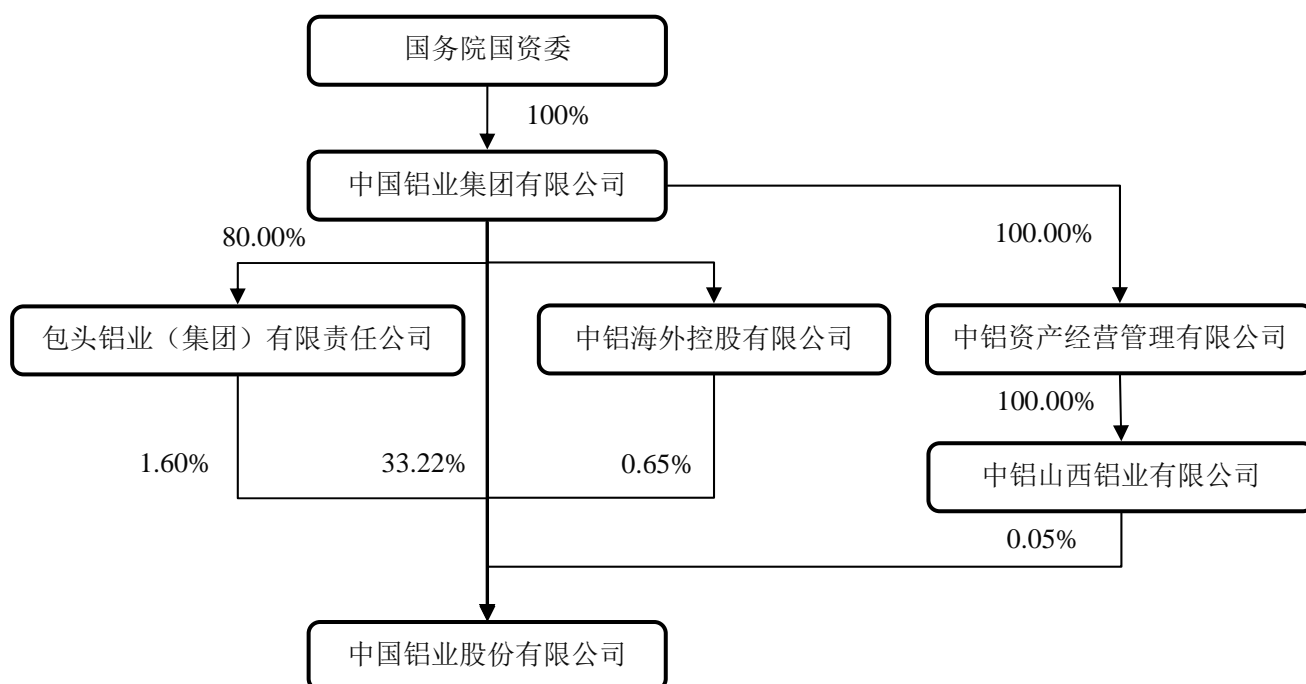 国务院国资委
100%
中国铝业集团有限公司
80.00%
100.00%
包头铝业（集团）有限责任公司
中铝海外控股有限公司
中铝资产经营管理有限公司
100.00%
1.60%
33.22%
0.65%
中铝山西铝业有限公司
0.05%
中国铝业股份有限公司